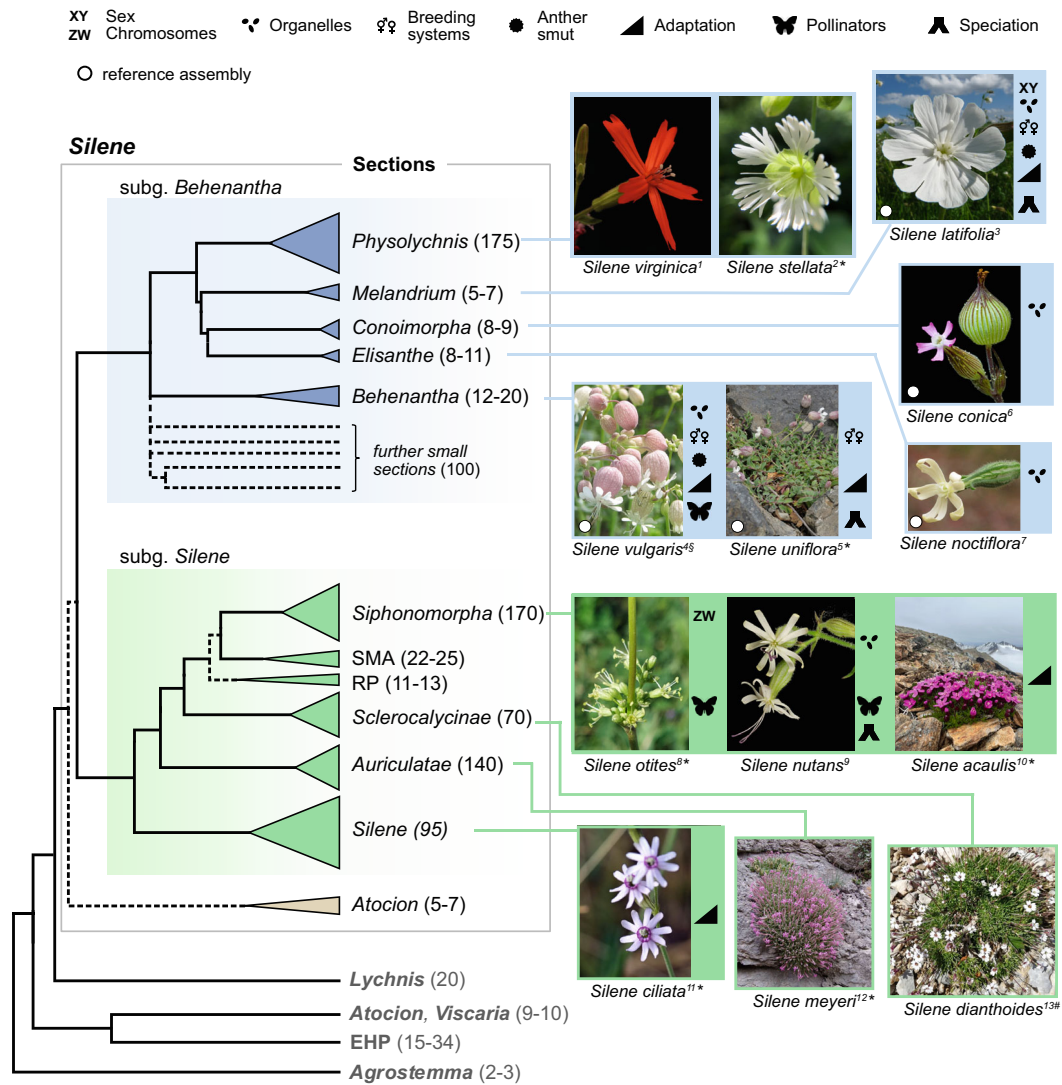 XY ZW Sex Chromosomes
Organelles
Breeding systems
Anther smut
Adaptation
Pollinators
Speciation
reference assembly
Silene
Sections
subg. Behenantha
Physolychnis (175)
Melandrium (5-7)
Conoimorpha (8-9)
Elisanthe (8-11)
Behenantha (12-20)
further small
sections (100)
subg. Silene
Siphonomorpha (170)
SMA (22-25)
RP (11-13)
Sclerocalycinae (70)
Auriculatae (140)
Silene (95)
Atocion (5-7)
Lychnis (20)
Atocion, Viscaria (9-10)
EHP (15-34)
Agrostemma (2-3)
Silene virginica¹
Silene stellata²*
XY
Silene latifolia³
Silene conica⁶
Silene vulgaris⁴§
Silene uniflora⁵*
Silene noctiflora⁷
ZW
Silene otites⁸*
Silene nutans⁹
Silene acaulis¹⁰*
Silene ciliata¹¹*
Silene meyeri¹²*
Silene dianthoides¹³#